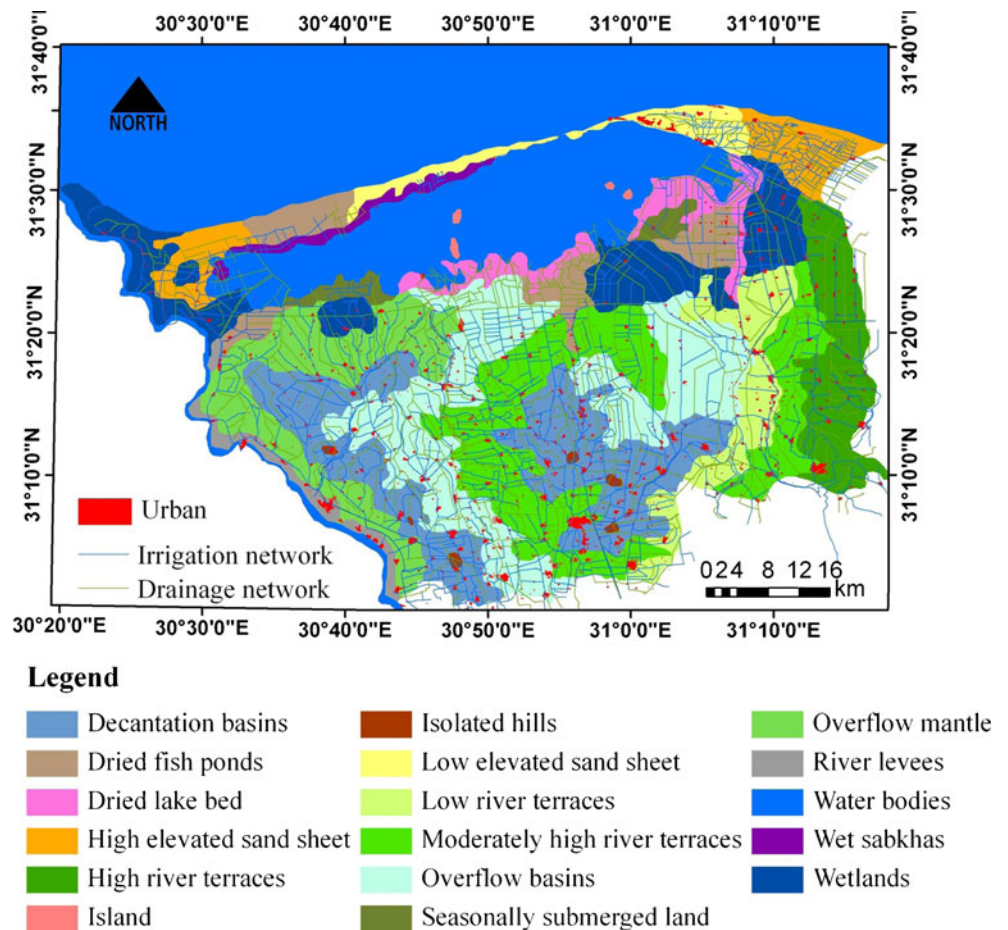 30°30'0"E 30°40'0"E 30°50'0"E 31°0'0"E 31°10'0"E
31°40'0"
31°40'0"
NORTH
31°30'0"N
31°30'0"N
31°20'0"N
31°20'0"N
31°10'0"N
31°10'0"N
Urban
Irrigation network
Drainage network
0 2 4 8 12 16
km
30°20'0"E 30°30'0"E 30°40'0"E 30°50'0"E 31°0'0"E 31°10'0"E
Legend
Decantation basins
Dried fish ponds
Dried lake bed
High elevated sand sheet
High river terraces
Island
Isolated hills
Low elevated sand sheet
Low river terraces
Moderately high river terraces
Overflow basins
Seasonally submerged land
Overflow mantle
River levees
Water bodies
Wet sabkhas
Wetlands